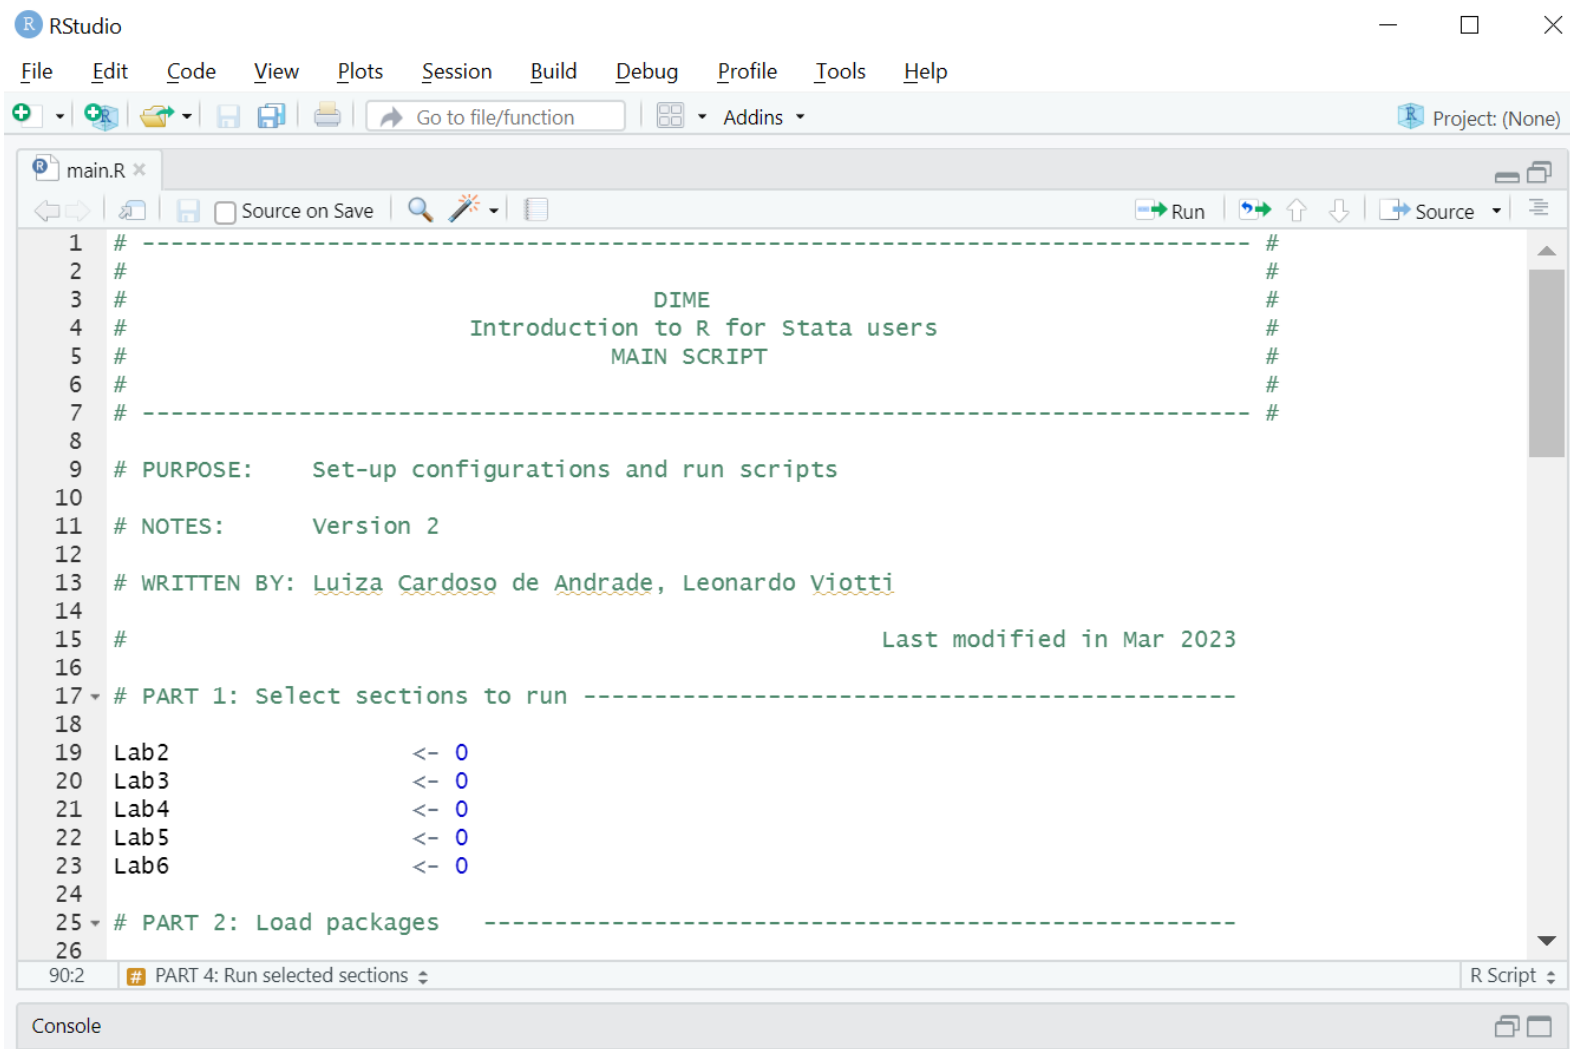 RStudio
File Edit Code View Plots Session Build Debug Profile Tools Help
Go to file/function Addins Project: (None)
main.R
Source on Save Run Source
1 # ------------------------------------------------------------------------------ #
2 # #
3 # DIME #
4 # Introduction to R for Stata users #
5 # MAIN SCRIPT #
6 # #
7 # ------------------------------------------------------------------------------ #
8
9 # PURPOSE: Set-up configurations and run scripts
10
11 # NOTES: Version 2
12
13 # WRITTEN BY: Luiza Cardoso de Andrade, Leonardo Viotti
14
15 # Last modified in Mar 2023
16
17 # PART 1: Select sections to run ----------------------------------------------
18
19 Lab2 <- 0
20 Lab3 <- 0
21 Lab4 <- 0
22 Lab5 <- 0
23 Lab6 <- 0
24
25 # PART 2: Load packages -----------------------------------------------------
26
90:2 # PART 4: Run selected sections R Script
Console